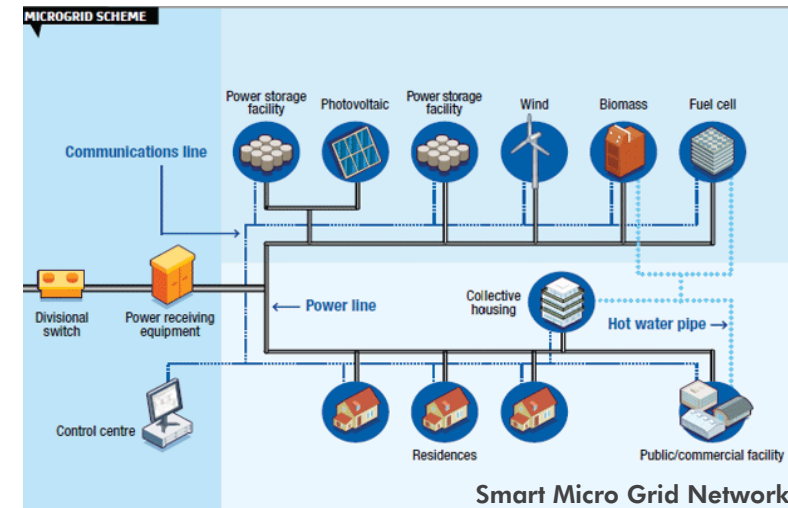 MICROGRID SCHEME
Power storage
facility
Photovoltaic
Power storage
facility
Wind
Biomass
Fuel cell
Communications line
Divisional
switch
Power receiving
equipment
Power line
Collective
housing
Hot water pipe
Control centre
Residences
Public/commercial facility
Smart Micro Grid Network